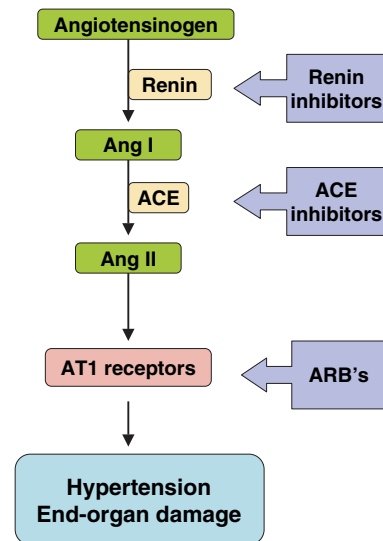 Angiotensinogen
Renin
Renin
inhibitors
Ang I
ACE
ACE
inhibitors
Ang II
AT1 receptors
ARB's
Hypertension
End-organ damage